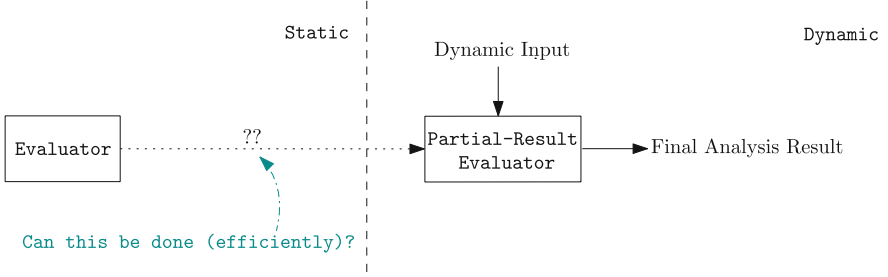 Static
Dynamic
Dynamic Input
??
Evaluator
Partial-Result
Evaluator
Final Analysis Result
Can this be done (efficiently)?